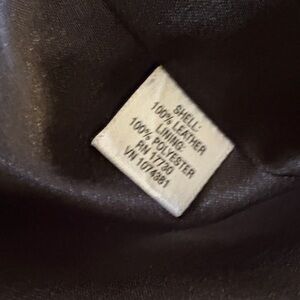 SHELL:
100% LEATHER
LINING:
100% POLYESTER
RN 17730
VN 1074381